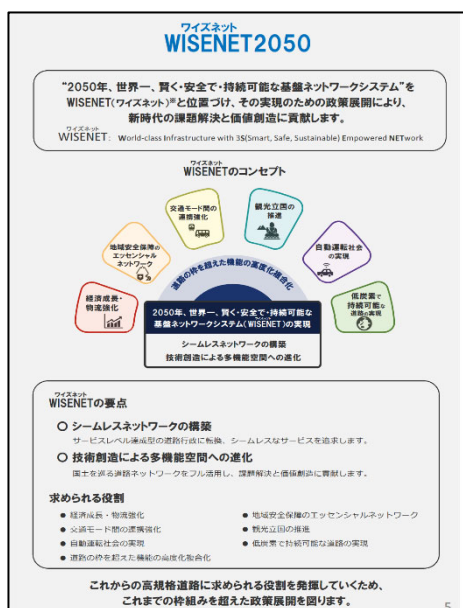 ワイズネット
WISENET2050
“2050年、世界一、賢く・安全で・持続可能な基盤ネットワークシステム”を
WISENET(ワイズネット)※と位置づけ、その実現のための政策展開により、
新時代の課題解決と価値創造に貢献します。
ワイズネット
WISENET: World-class Infrastructure with 3S(Smart, Safe, Sustainable) Empowered NETwork
ワイズネット
WISENETのコンセプト
交通モード間の
連携強化
観光立国の
推進
地域安全保障の
エッセンシャル
ネットワーク
自動運転社会
の実現
経済成長・
物流強化
低炭素で
持続可能な
道路の実現
道路の枠を超えた機能の高度化複合化
2050年、世界一、賢く・安全で・持続可能な
ワイズネット
基盤ネットワークシステム(WISENET)の実現
シームレスネットワークの構築
技術創造による多機能空間への進化
ワイズネット
WISENETの要点
○ シームレスネットワークの構築
サービスレベル達成型の道路行政に転換、シームレスなサービスを追求します。
○ 技術創造による多機能空間への進化
国土を巡る道路ネットワークをフル活用し、課題解決と価値創造に貢献します。
求められる役割
● 経済成長・物流強化
● 地域安全保障のエッセンシャルネットワーク
● 交通モード間の連携強化
● 観光立国の推進
● 自動運転社会の実現
● 低炭素で持続可能な道路の実現
● 道路の枠を超えた機能の高度化複合化
これからの高規格道路に求められる役割を発揮していくため、
これまでの枠組みを超えた政策展開を図ります。
5